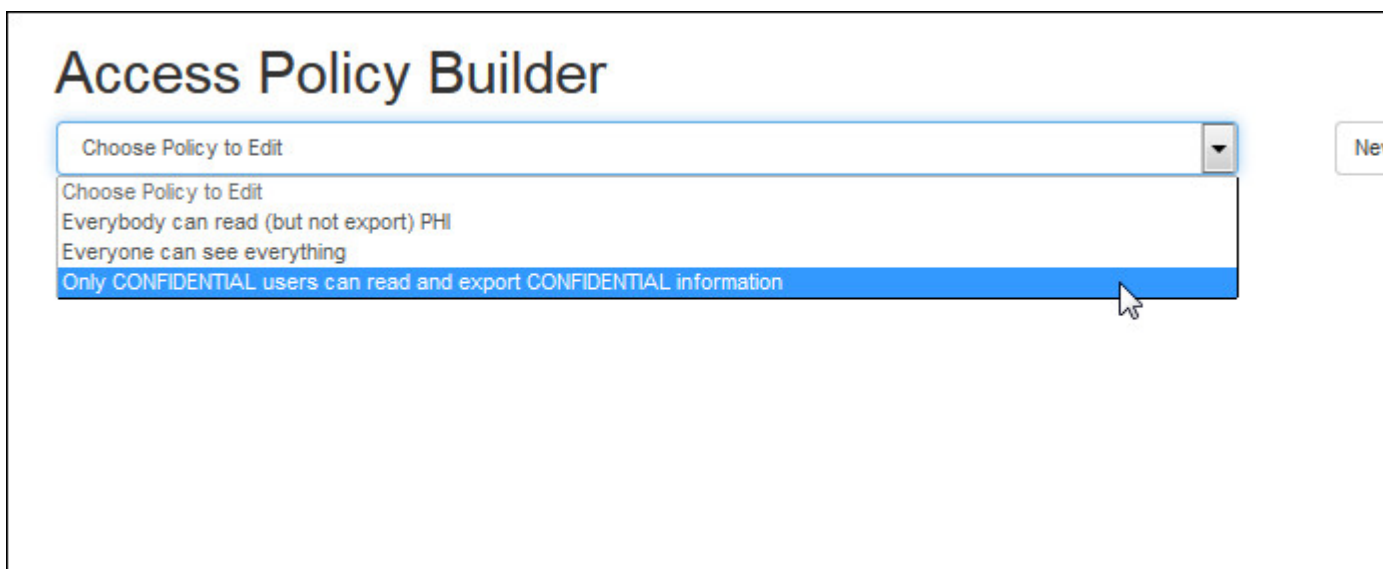 Access Policy Builder
Choose Policy to Edit
Choose Policy to Edit
Everybody can read (but not export) PHI
Everyone can see everything
Only CONFIDENTIAL users can read and export CONFIDENTIAL information